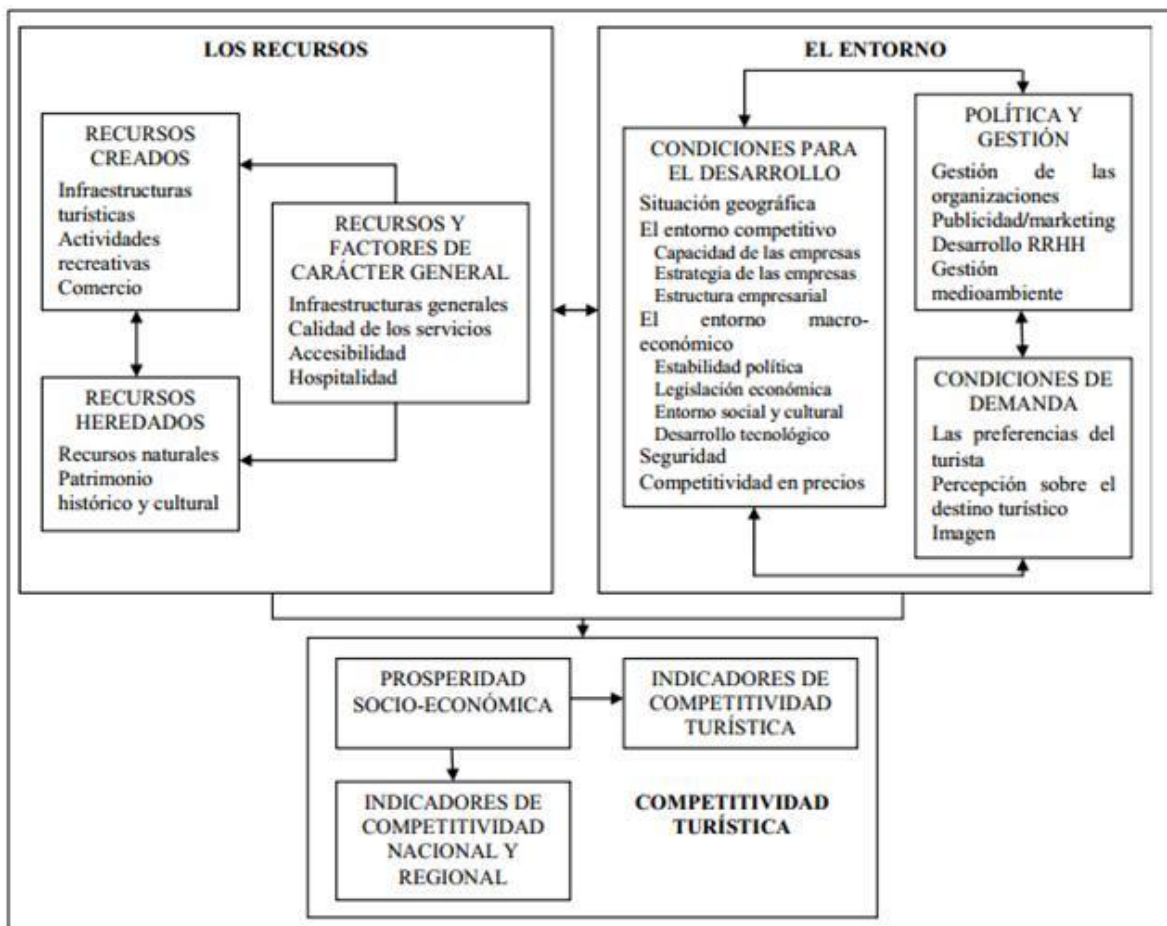 LOS RECURSOS
RECURSOS
CREADOS
Infraestructuras
turísticas
Actividades
recreativas
Comercio
RECURSOS Y
FACTORES DE
CARÁCTER GENERAL
Infraestructuras generales
Calidad de los servicios
Accesibilidad
Hospitalidad
RECURSOS
HEREDADOS
Recursos naturales
Patrimonio
histórico y cultural
EL ENTORNO
CONDICIONES PARA
EL DESARROLLO
Situación geográfica
El entorno competitivo
Capacidad de las empresas
Estrategia de las empresas
Estructura empresarial
El entorno macro-
económico
Estabilidad política
Legislación económica
Entorno social y cultural
Desarrollo tecnológico
Seguridad
Competitividad en precios
POLÍTICA Y
GESTIÓN
Gestión de las
organizaciones
Publicidad/marketing
Desarrollo RRHH
Gestión
medioambiente
CONDICIONES DE
DEMANDA
Las preferencias del
turista
Percepción sobre el
destino turístico
Imagen
PROSPERIDAD
SOCIO-ECONÓMICA
INDICADORES DE
COMPETITIVIDAD
TURÍSTICA
INDICADORES DE
COMPETITIVIDAD
NACIONAL Y
REGIONAL
COMPETITIVIDAD
TURÍSTICA